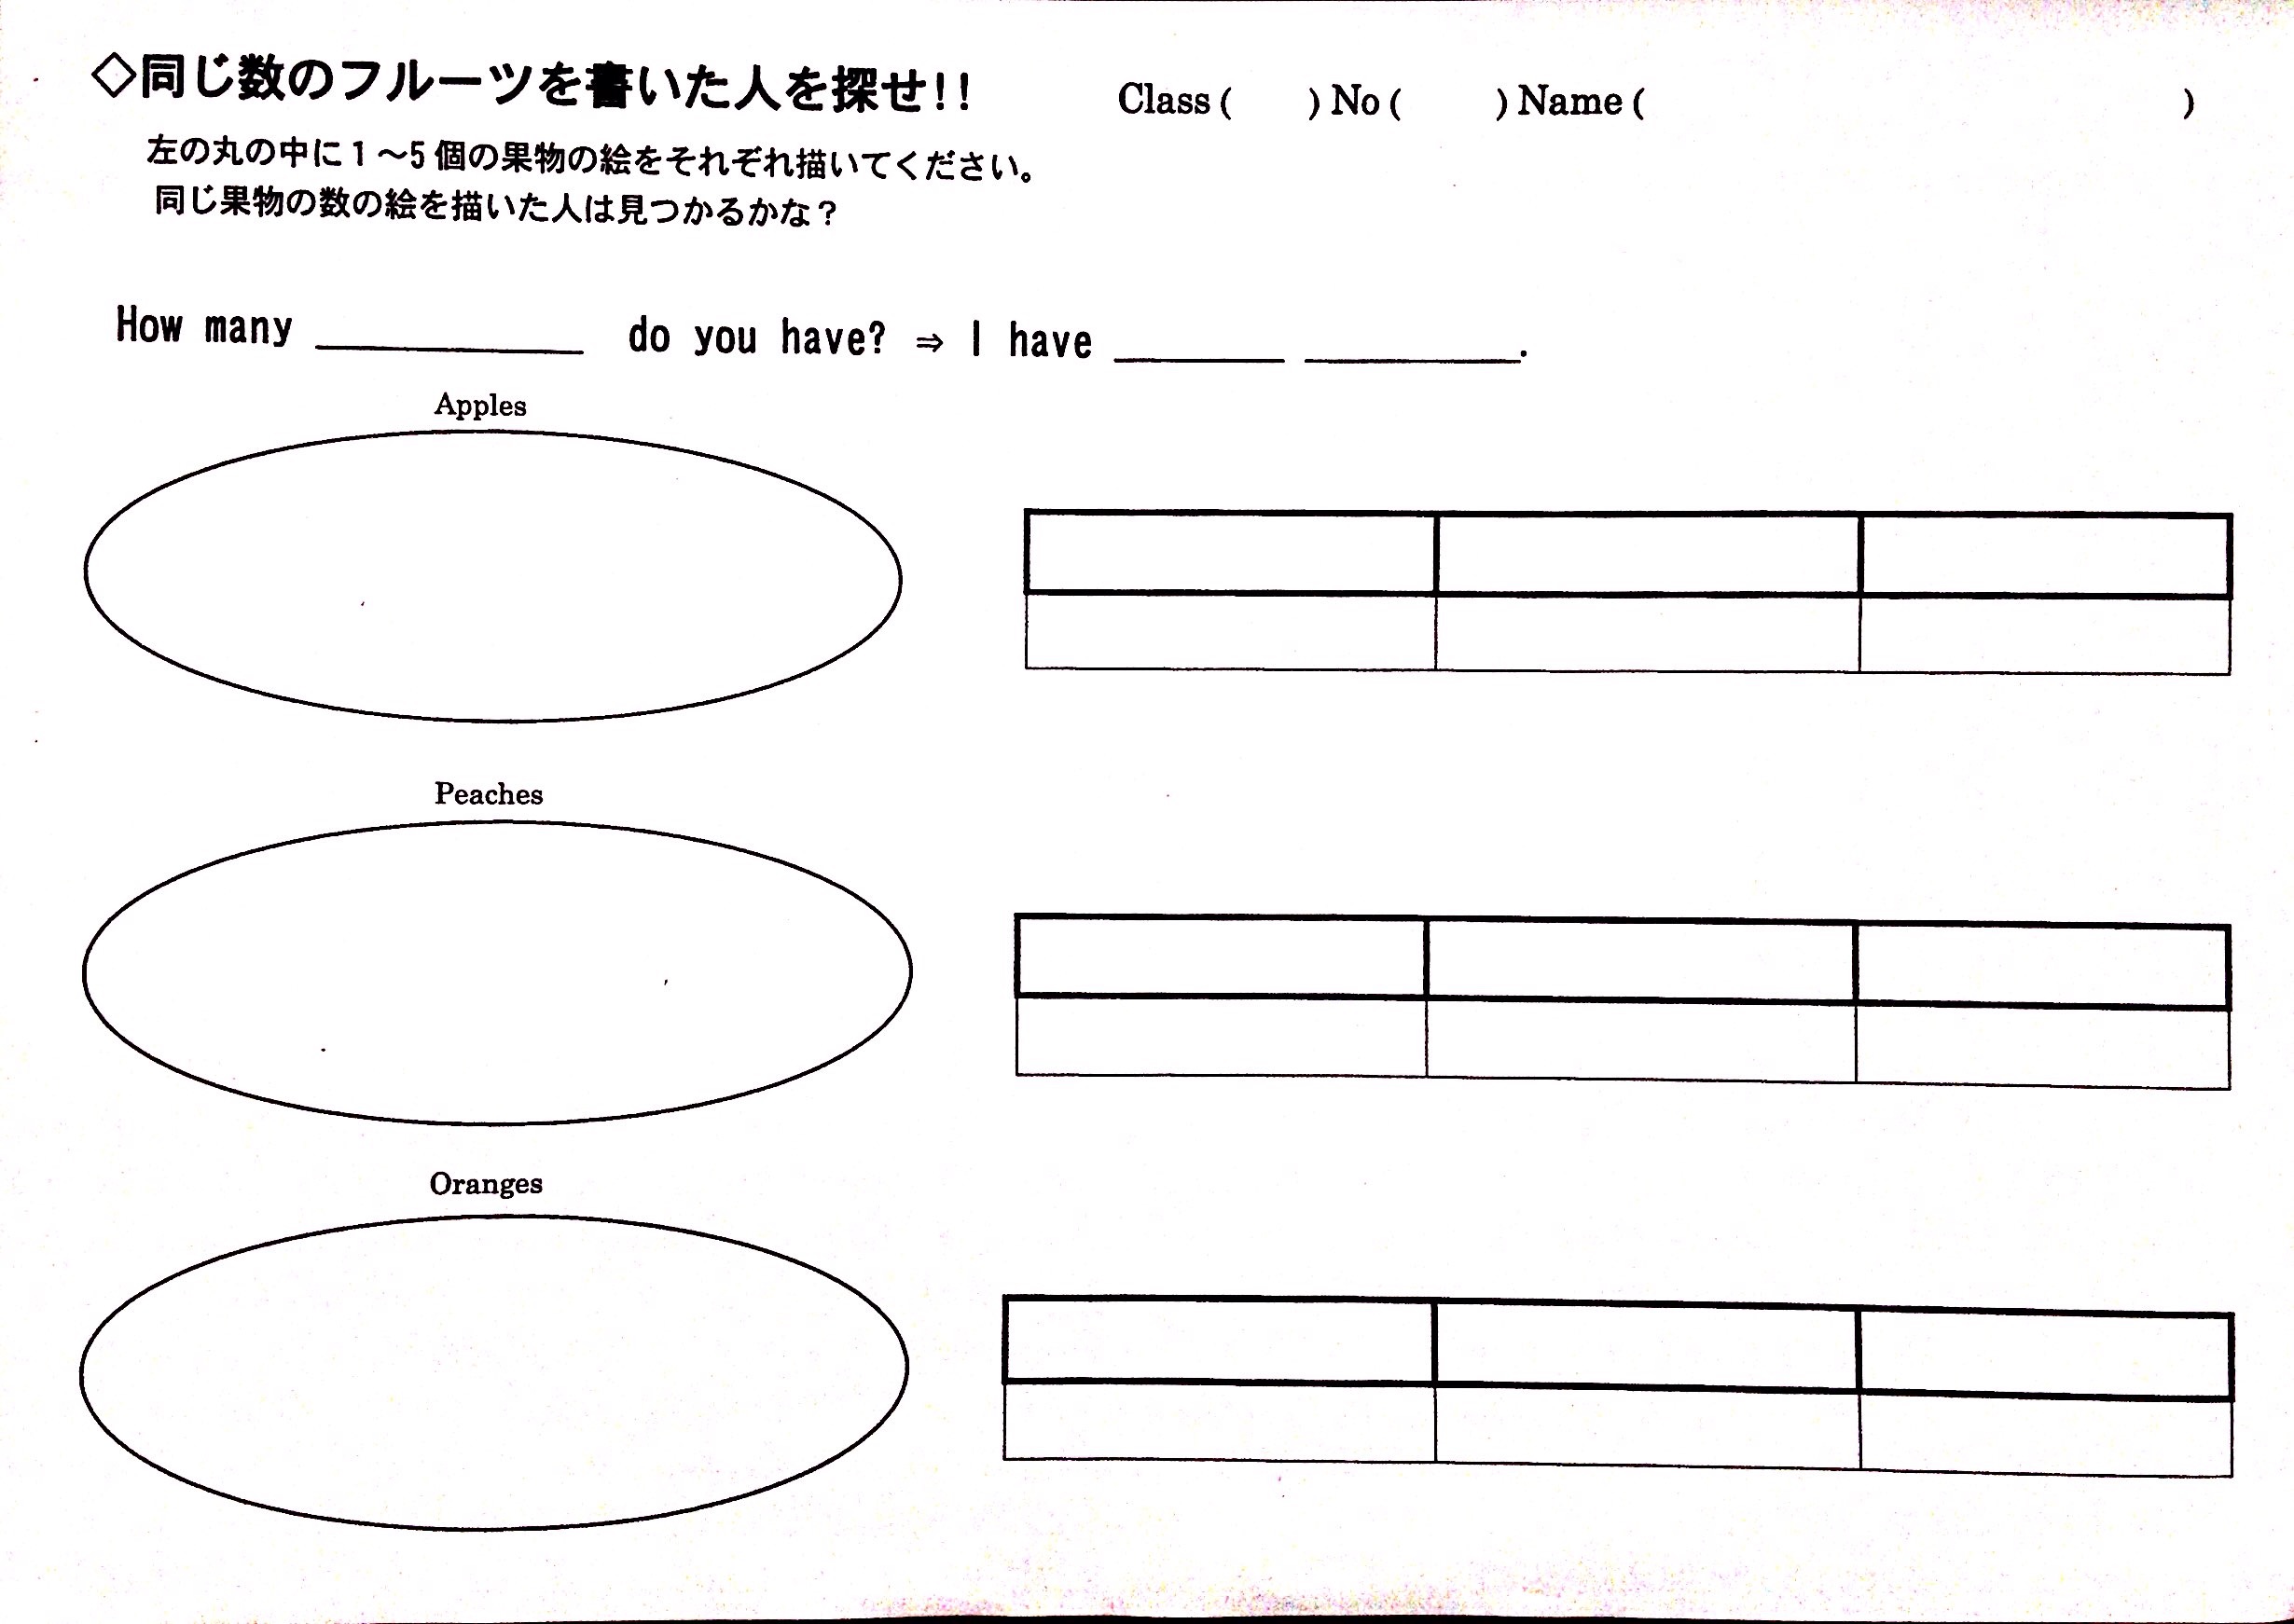 ◇同じ数のフルーツを書いた人を探せ!!
Class (      ) No (      ) Name (                              )
左の丸の中に1～5個の果物の絵をそれぞれ描いてください。
同じ果物の数の絵を描いた人は見つかるかな？
How many ＿＿＿＿＿ do you have? ⇒ I have ＿＿＿＿ ＿＿＿＿.
Apples
Peaches
Oranges